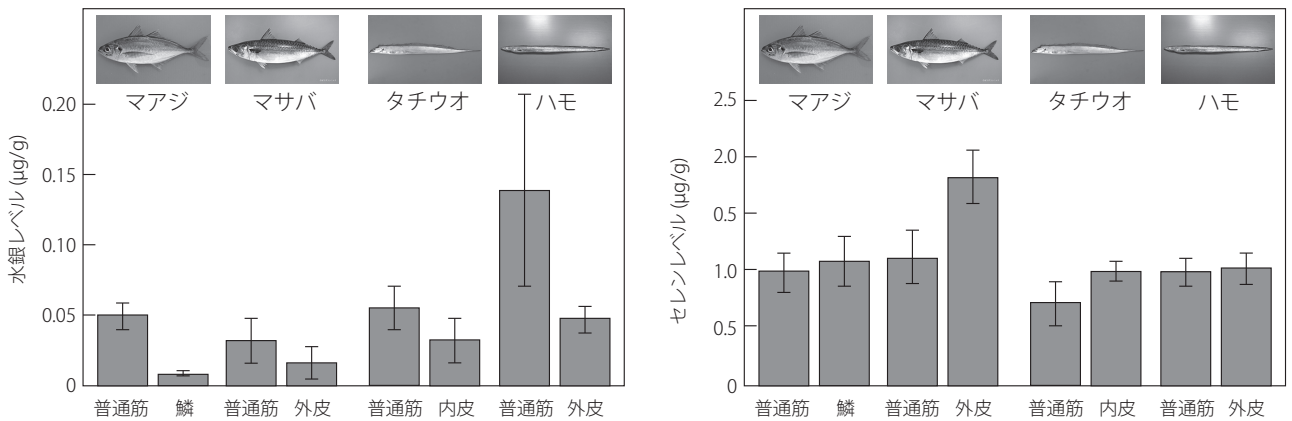 マアジ マサバ タチウオ ハモ
水銀レベル (μg/g)
0.20
0.15
0.10
0.05
0
普通筋 鱗 普通筋 外皮 普通筋 内皮 普通筋 外皮
マアジ マサバ タチウオ ハモ
セレンレベル (μg/g)
2.5
2.0
0.5
1.0
0.5
0
普通筋 鱗 普通筋 外皮 普通筋 内皮 普通筋 外皮